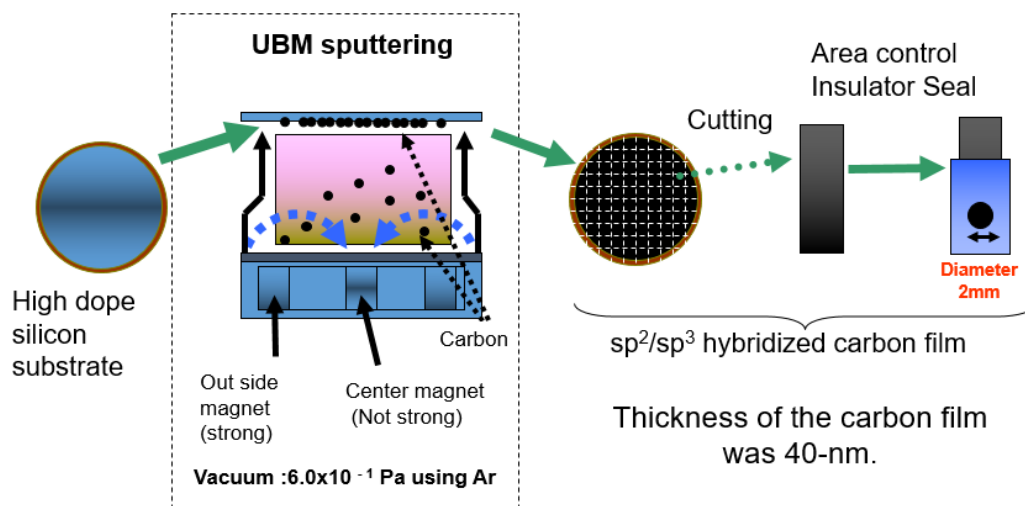 UBM sputtering
High dope
silicon
substrate
Out side
magnet
(strong)
Center magnet
(Not strong)
Carbon
Vacuum :6.0x10 ⁻¹ Pa using Ar
Cutting
Area control
Insulator Seal
Diameter
2mm
sp²/sp³ hybridized carbon film
Thickness of the carbon film
was 40-nm.